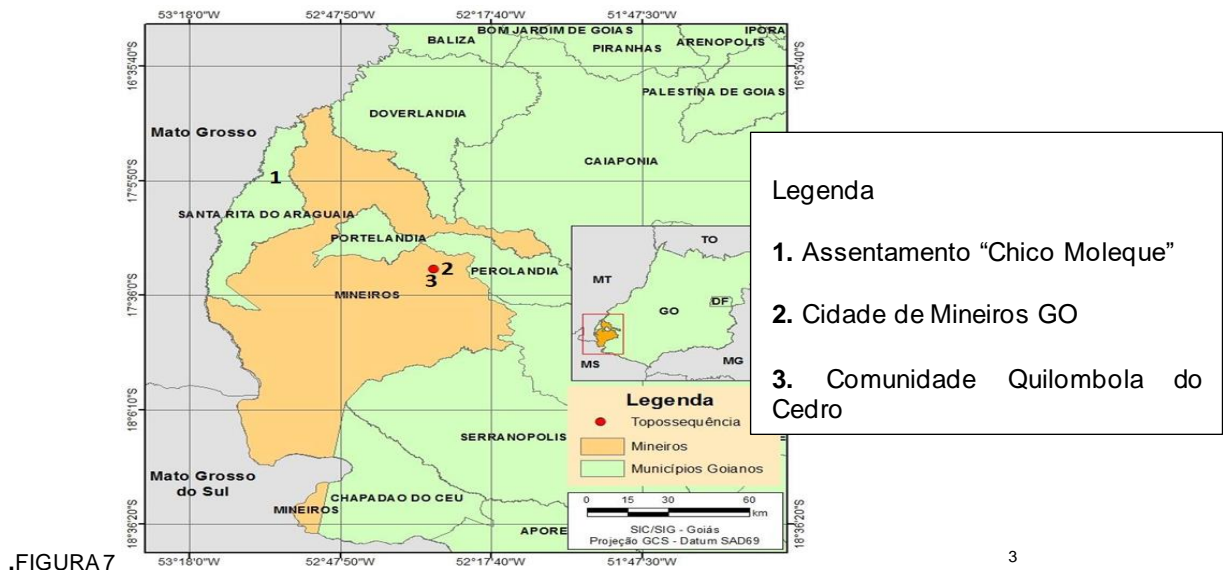 53°18'0"W 52°47'50"W 52°17'40"W 51°47'30"W
BOM JARDIM DE GOIAS IPORA
BALIZA PIRANHAS ARENOPOLIS
16°35'40"S 16°35'40"S
PALESTINA DE GOIAS
DOVERLANDIA
Mato Grosso
CAIAPONIA
1
17°5'50"S 17°5'50"S
SANTA RITA DO ARAGUAIA
PORTELANDIA
2 PEROLANDIA
3
MINEIROS
17°36'0"S
TO
MT
GO DF
MS MG
18°6'10"S
Legenda
Topossequência
Mineiros
Municípios Goianos
SERRANOPOLIS
Mato Grosso
do Sul
CHAPADAO DO CEU
MINEIROS
APORE
0 15 30 60
km
SIC/SIG - Goiás
Projeção GCS - Datum SAD69
18°36'20"S 18°36'20"S
53°18'0"W 52°47'50"W 52°17'40"W 51°47'30"W
Legenda
1. Assentamento “Chico Moleque”
2. Cidade de Mineiros GO
3. Comunidade Quilombola do
Cedro
.FIGURA7
3